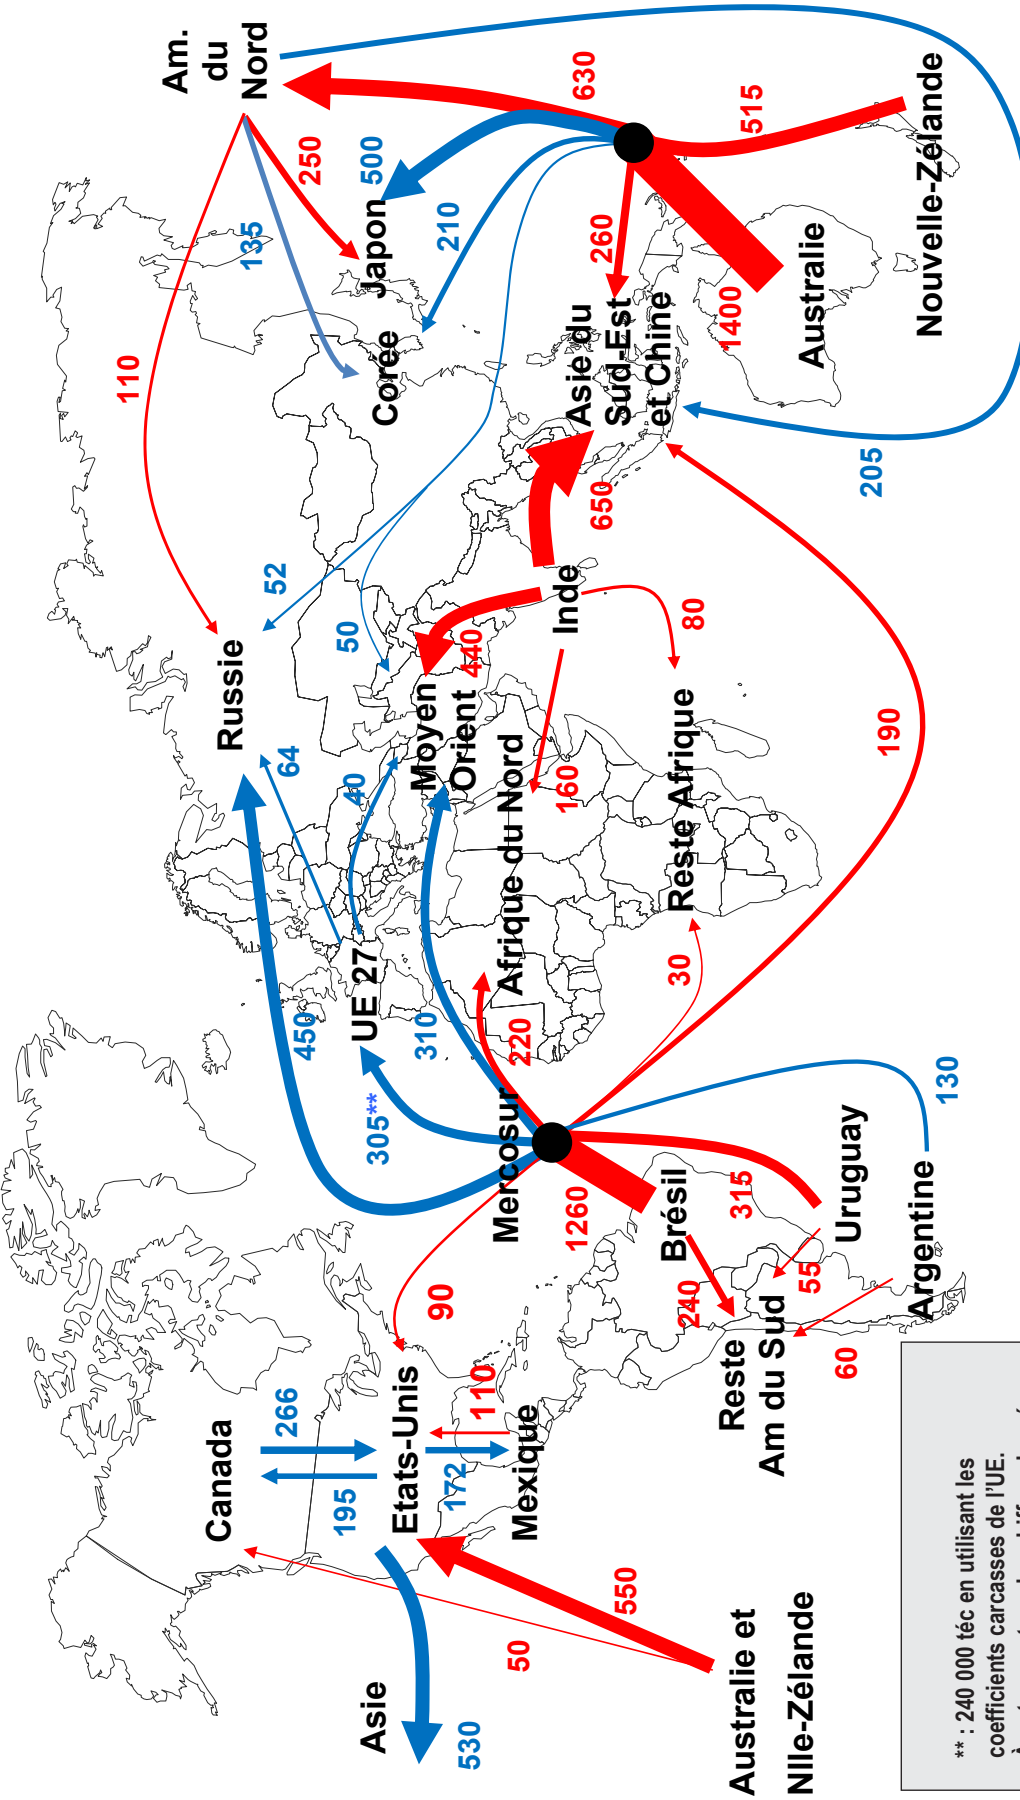 Am.
du
Nord
110
Canada
Russie
135
266
64
52
450
250
195
40
50
Asie
305**
UE 27
Corée
Japon
500
Etats-Unis
90
310
Moyen
Orient
210
530
172
110
440
Mercosur
Afrique du Nord
50
Mexique
220
160
Inde
650
Asie du
Sud-Est
et Chine
260
630
550
1260
Brésil
240
30
Reste Afrique
80
Reste
Am du Sud
315
1400
515
Australie et
Nlle-Zélande
55
Australie
60
Uruguay
190
205
Argentine
130
Nouvelle-Zélande
** : 240 000 téc en utilisant les
coefficients carcasses de l'UE.